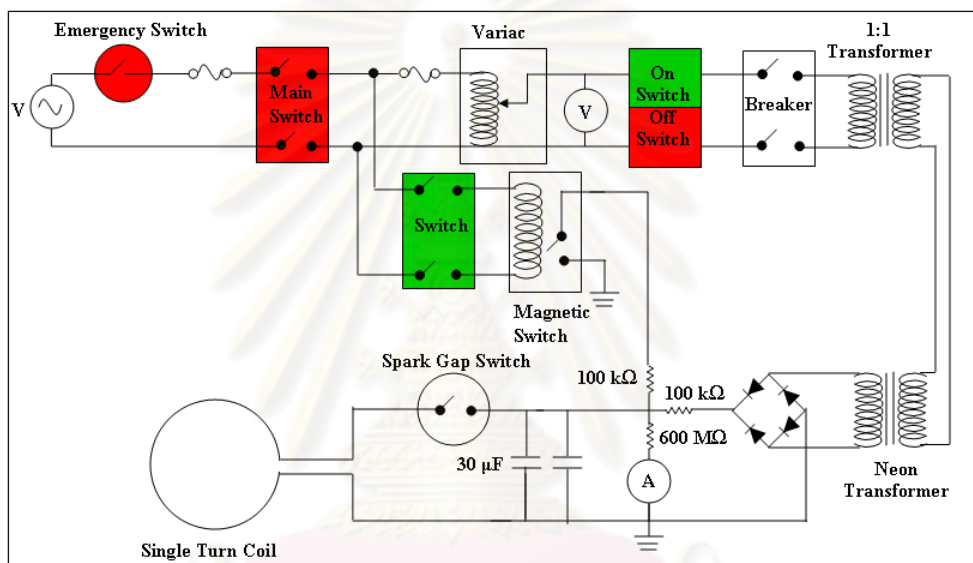 Emergency Switch
Variac
1:1
Transformer
V
Main
Switch
V
On
Switch
Off
Switch
Breaker
Switch
Magnetic
Switch
Spark Gap Switch
100 kΩ
100 kΩ
600 MΩ
30 µF
A
Neon
Transformer
Single Turn Coil